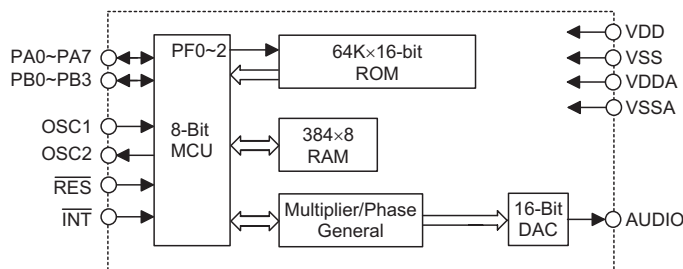 PA0~PA7
PB0~PB3
OSC1
OSC2
RES
INT
PF0~2
8-Bit
MCU
64K×16-bit
ROM
384×8
RAM
Multiplier/Phase
General
16-Bit
DAC
VDD
VSS
VDDA
VSSA
AUDIO